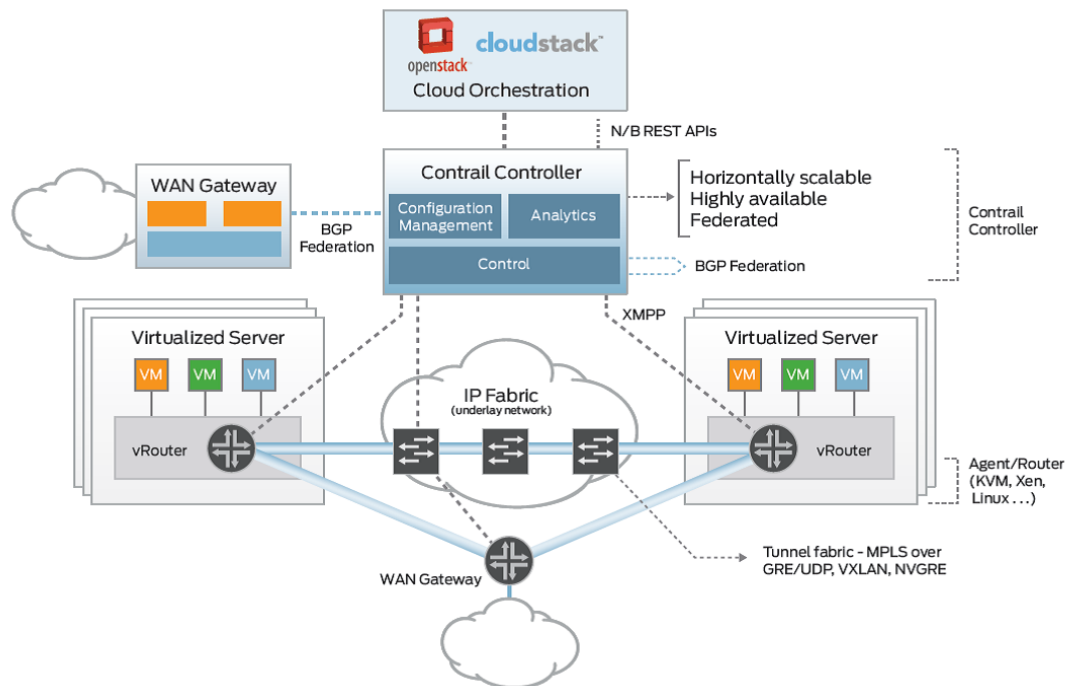 openstack™
cloudstack™
Cloud Orchestration
N/B REST APIs
WAN Gateway
BGP
Federation
Contrail Controller
Configuration
Management
Analytics
Control
Horizontally scalable
Highly available
Federated
BGP Federation
Contrail
Controller
XMPP
Virtualized Server
VM
VM
VM
vRouter
IP Fabric
(underlay network)
Virtualized Server
VM
VM
VM
vRouter
Agent/Router
(KVM, Xen,
Linux . . .)
WAN Gateway
Tunnel fabric - MPLS over
GRE/UDP, VXLAN, NVGRE